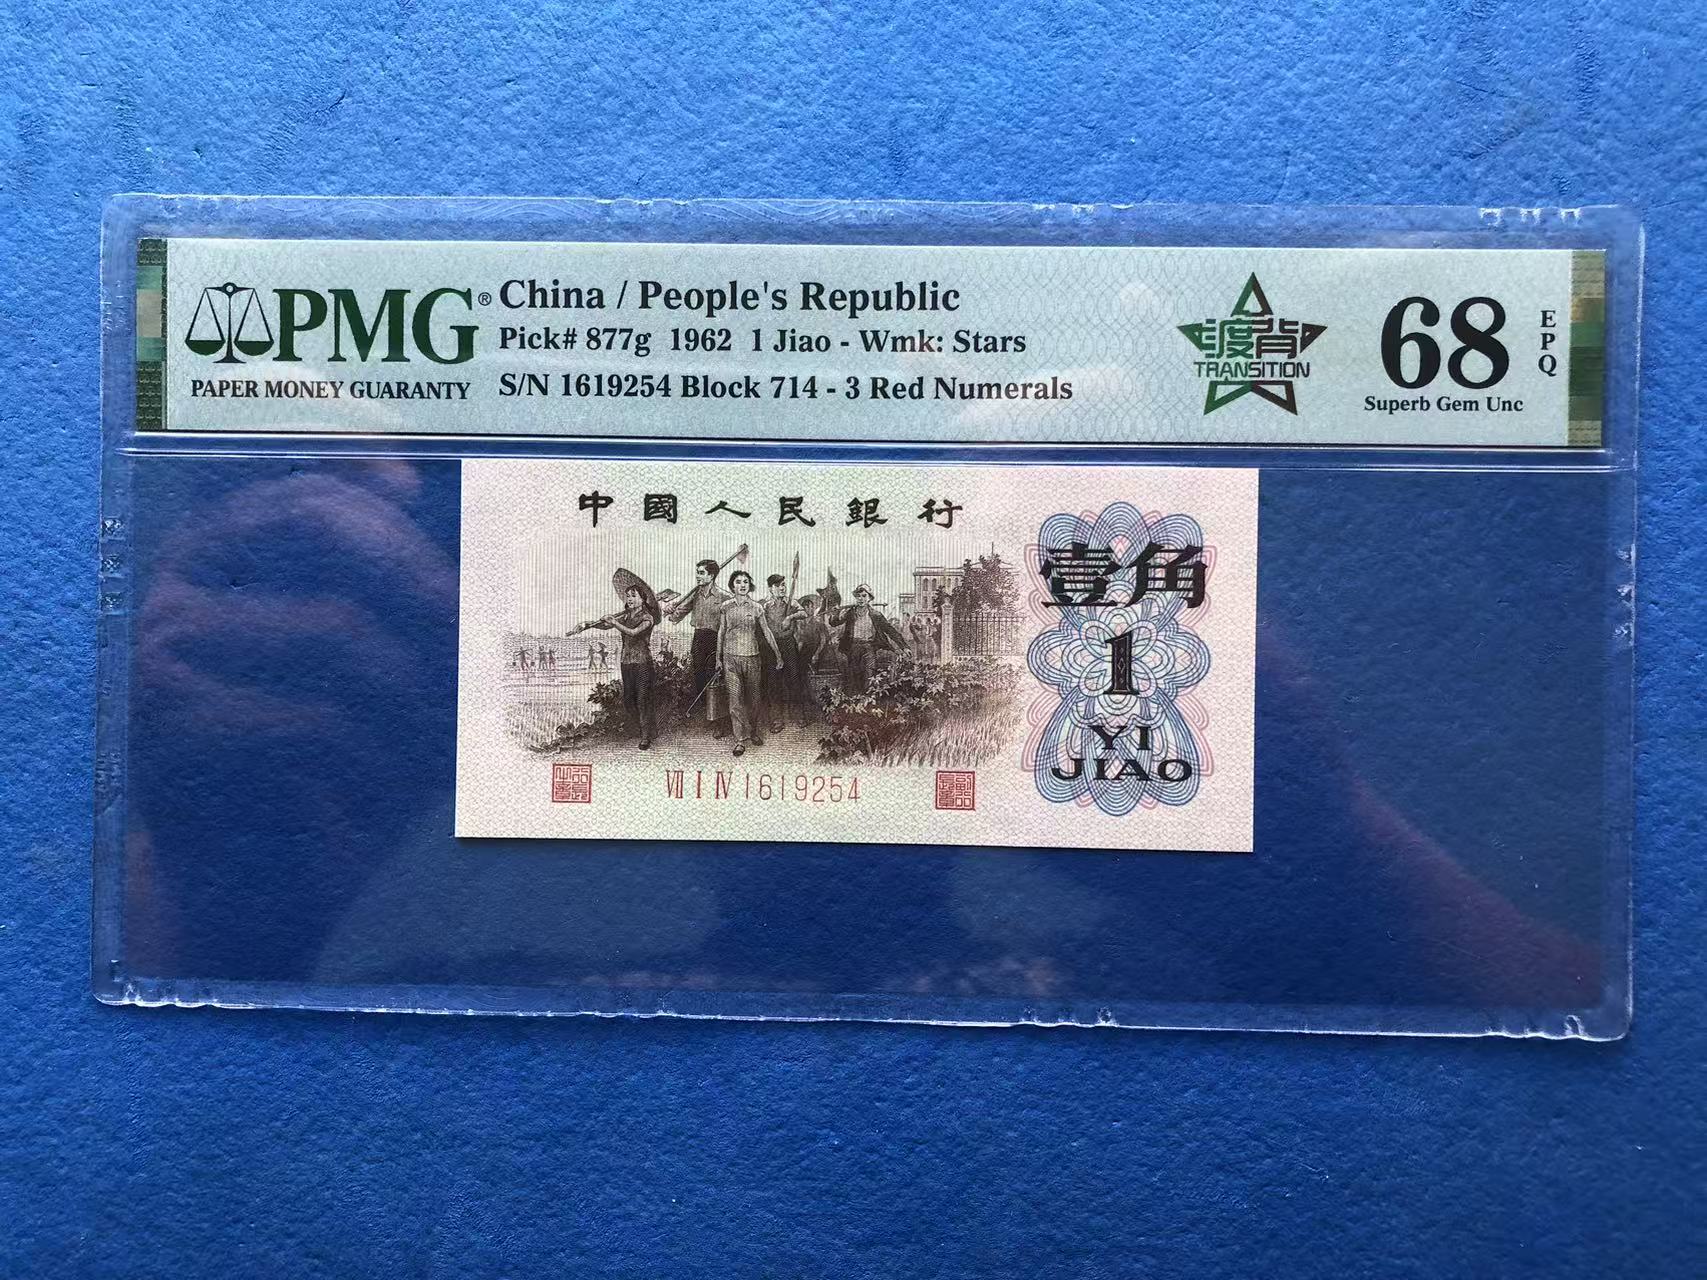 PMG®
PAPER MONEY GUARANTY
China / People's Republic
Pick# 877g 1962 1 Jiao - Wmk: Stars
S/N 1619254 Block 714 - 3 Red Numerals
渡背
TRANSITION
68
EPQ
Superb Gem Unc
中國人民銀行
壹角
1
YI
JIAO
Ⅶ Ⅰ Ⅳ 1619254